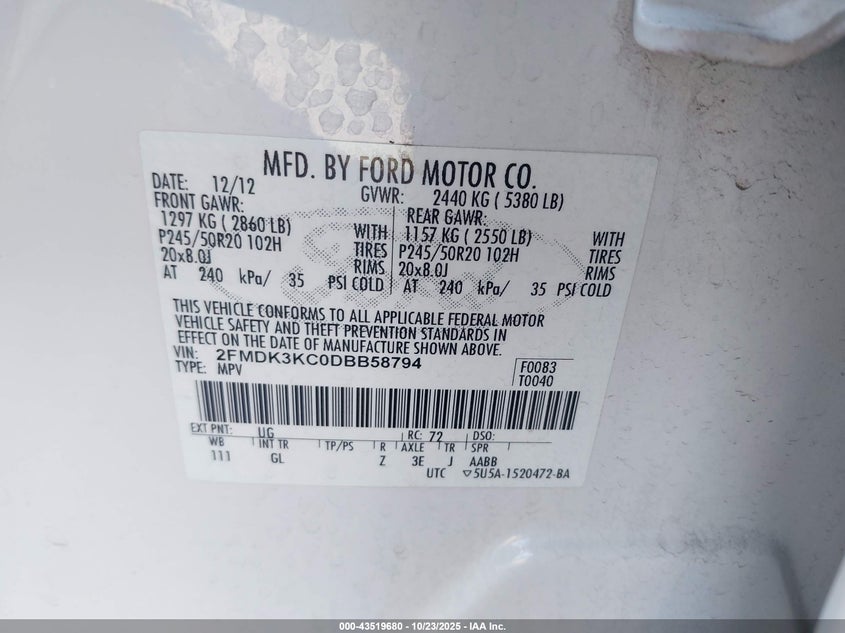 MFD. BY FORD MOTOR CO.
DATE: 12/12 GVWR: 2440 KG ( 5380 LB)
FRONT GAWR: REAR GAWR:
1297 KG ( 2860 LB) WITH 1157 KG ( 2550 LB) WITH
P245/50R20 102H TIRES P245/50R20 102H TIRES
20x8.0J RIMS 20x8.0J RIMS
AT 240 kPa/ 35 PSI COLD AT 240 kPa/ 35 PSI COLD
THIS VEHICLE CONFORMS TO ALL APPLICABLE FEDERAL MOTOR
VEHICLE SAFETY AND THEFT PREVENTION STANDARDS IN
EFFECT ON THE DATE OF MANUFACTURE SHOWN ABOVE.
VIN: 2FMDK3KC0DBB58794 F0083
TYPE: MPV T0040
EXT PNT: UG RC: 72 DSO:
WB INT TR TP/PS R AXLE TR SPR
111 GL Z 3E J AABB
UTC ▽5U5A-1520472-BA
000-43519680 - 10/23/2025 - IAA Inc.